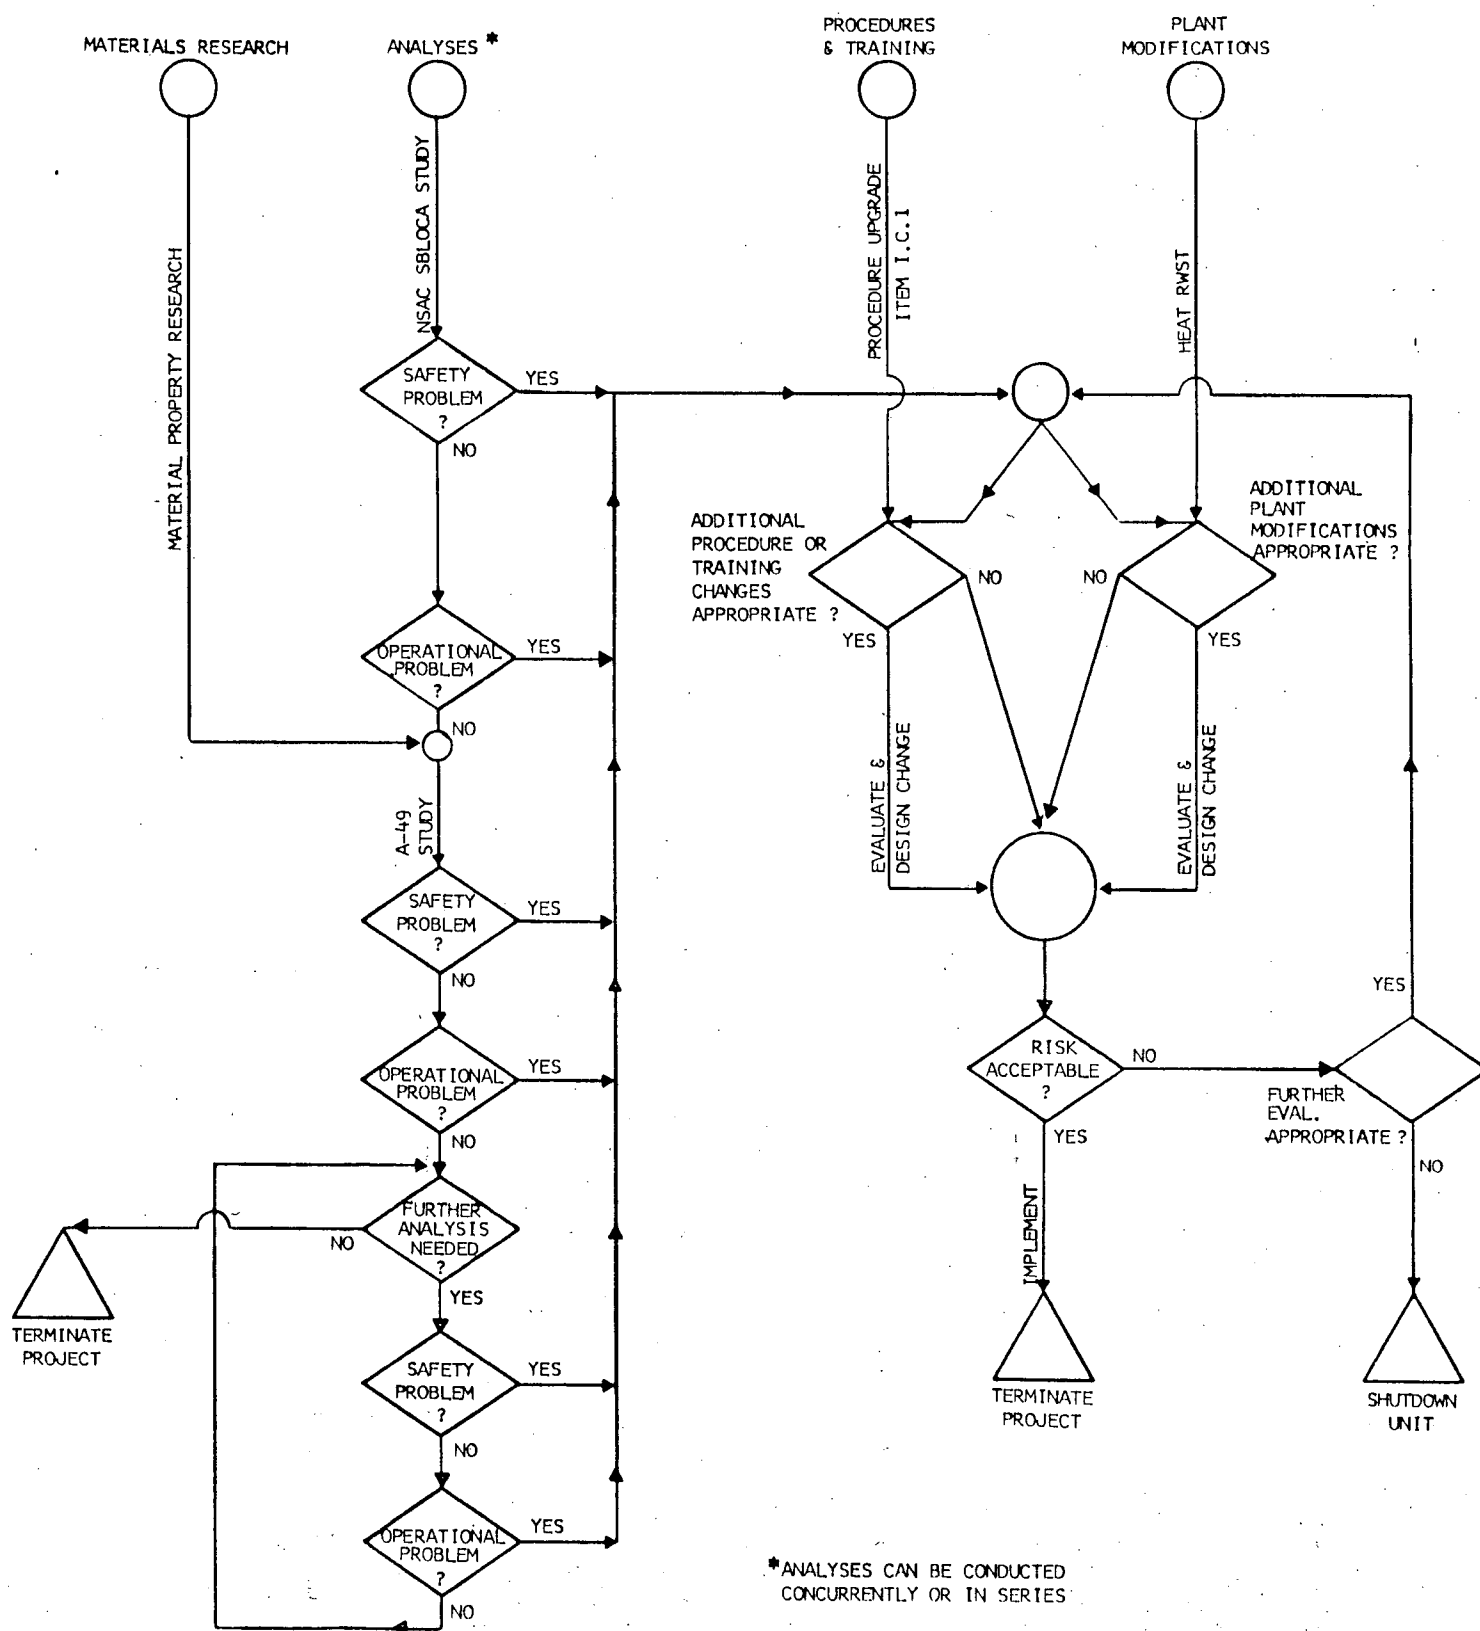 MATERIALS RESEARCH
ANALYSES *
PROCEDURES
& TRAINING
PLANT
MODIFICATIONS
MATERIAL PROPERTY RESEARCH
NSAC SBLOCA STUDY
PROCEDURE UPGRADE
ITEM I.C.1
HEAT RWST
SAFETY
PROBLEM
?
YES
NO
OPERATIONAL
PROBLEM
?
YES
NO
A-49
STUDY
SAFETY
PROBLEM
?
YES
NO
OPERATIONAL
PROBLEM
?
YES
NO
FURTHER
ANALYSIS
NEEDED
?
NO
YES
TERMINATE
PROJECT
SAFETY
PROBLEM
?
YES
NO
OPERATIONAL
PROBLEM
?
YES
NO
ADDITIONAL
PROCEDURE OR
TRAINING
CHANGES
APPROPRIATE ?
NO
YES
ADDITIONAL
PLANT
MODIFICATIONS
APPROPRIATE ?
NO
YES
EVALUATE &
DESIGN CHANGE
EVALUATE &
DESIGN CHANGE
RISK
ACCEPTABLE
?
NO
YES
YES
FURTHER
EVAL.
APPROPRIATE ?
NO
IMPLEMENT
TERMINATE
PROJECT
SHUTDOWN
UNIT
*ANALYSES CAN BE CONDUCTED
CONCURRENTLY OR IN SERIES